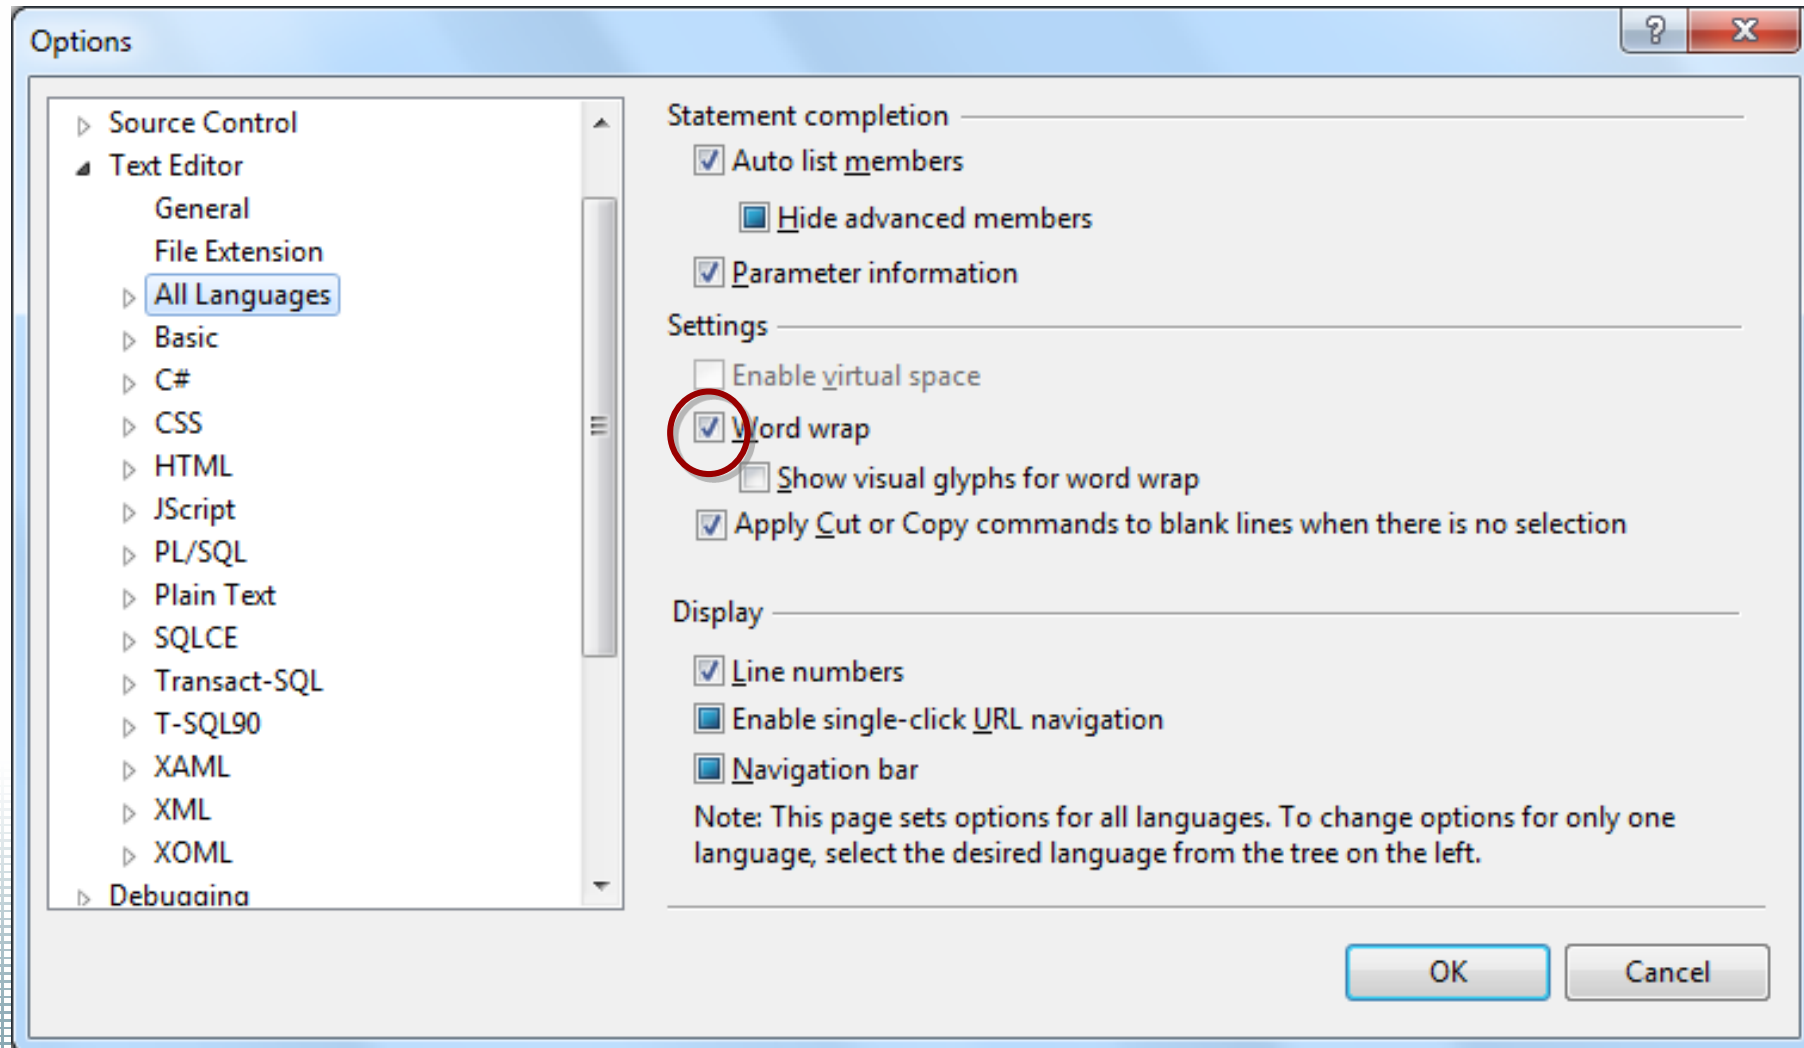 Options
Source Control
Text Editor
General
File Extension
All Languages
Basic
C#
CSS
HTML
JScript
PL/SQL
Plain Text
SQLCE
Transact-SQL
T-SQL90
XAML
XML
XOML
Debugging
Statement completion
Auto list members
Hide advanced members
Parameter information
Settings
Enable virtual space
Word wrap
Show visual glyphs for word wrap
Apply Cut or Copy commands to blank lines when there is no selection
Display
Line numbers
Enable single-click URL navigation
Navigation bar
Note: This page sets options for all languages. To change options for only one
language, select the desired language from the tree on the left.
OK
Cancel